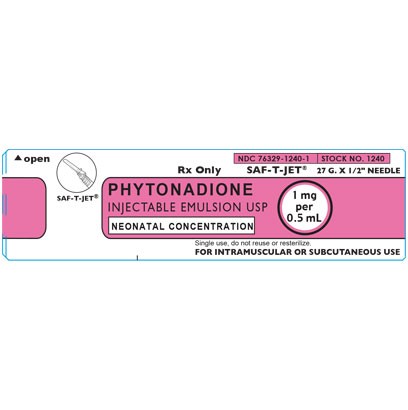 ▲ open
SAF-T-JET®
NDC 76329-1240-1 STOCK NO. 1240
Rx Only SAF-T-JET® 27 G. X 1/2" NEEDLE
PHYTONADIONE
INJECTABLE EMULSION USP
NEONATAL CONCENTRATION
1 mg
per
0.5 mL
Single use, do not reuse or resterilize.
FOR INTRAMUSCULAR OR SUBCUTANEOUS USE